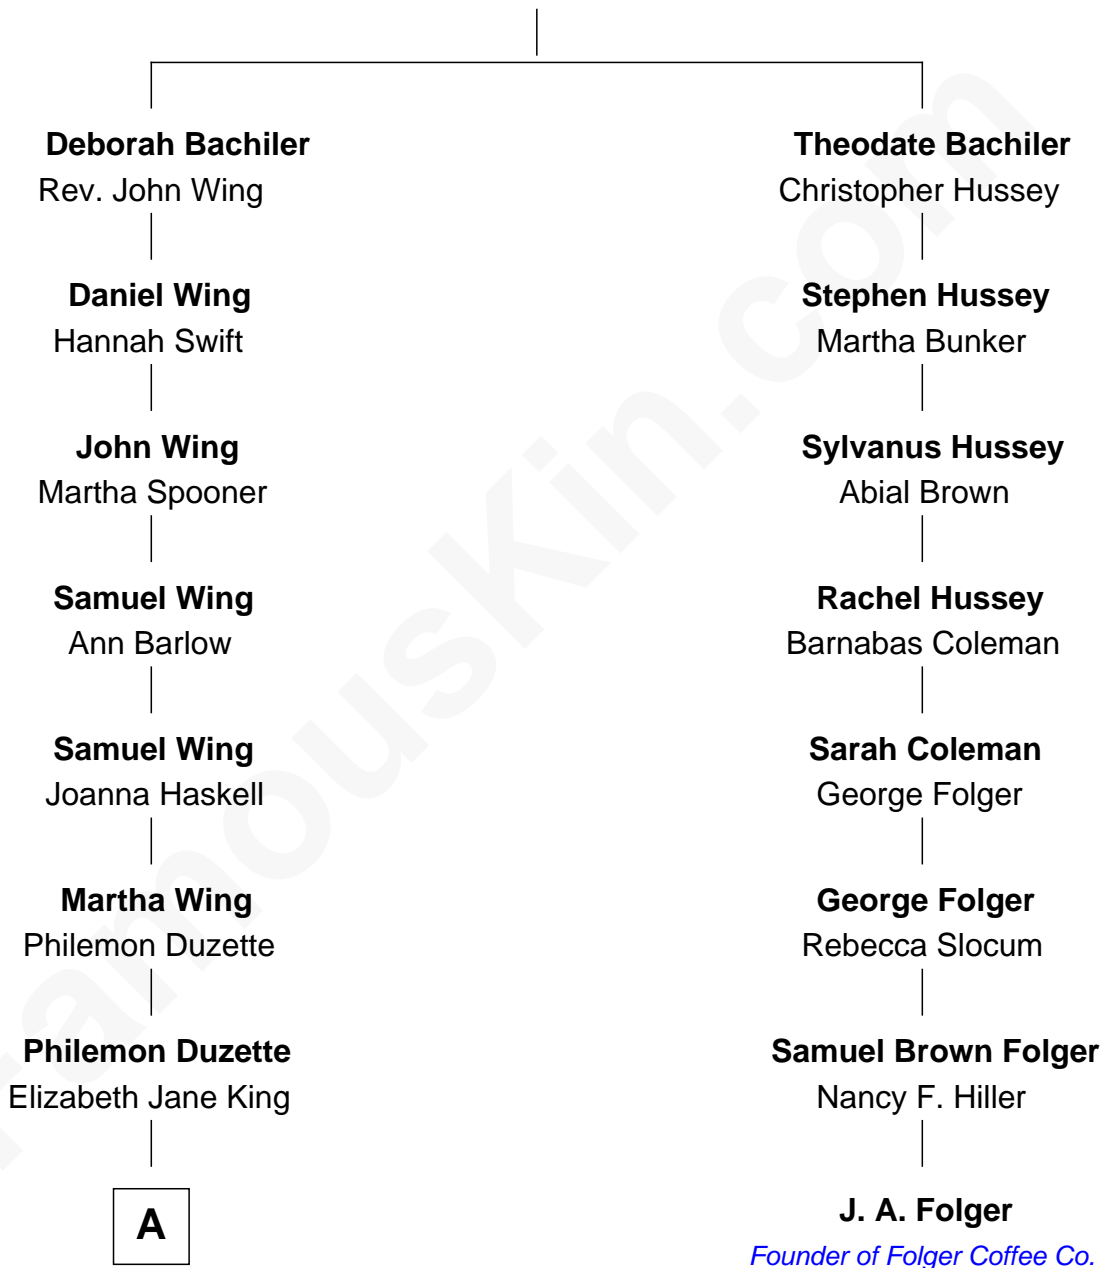 Deborah Bachiler
Rev. John Wing
Daniel Wing
Hannah Swift
John Wing
Martha Spooner
Samuel Wing
Ann Barlow
Samuel Wing
Joanna Haskell
Martha Wing
Philemon Duzette
Philemon Duzette
Elizabeth Jane King
A
Theodate Bachiler
Christopher Hussey
Stephen Hussey
Martha Bunker
Sylvanus Hussey
Abial Brown
Rachel Hussey
Barnabas Coleman
Sarah Coleman
George Folger
George Folger
Rebecca Slocum
Samuel Brown Folger
Nancy F. Hiller
J. A. Folger
Founder of Folger Coffee Co.
FamousKin.com